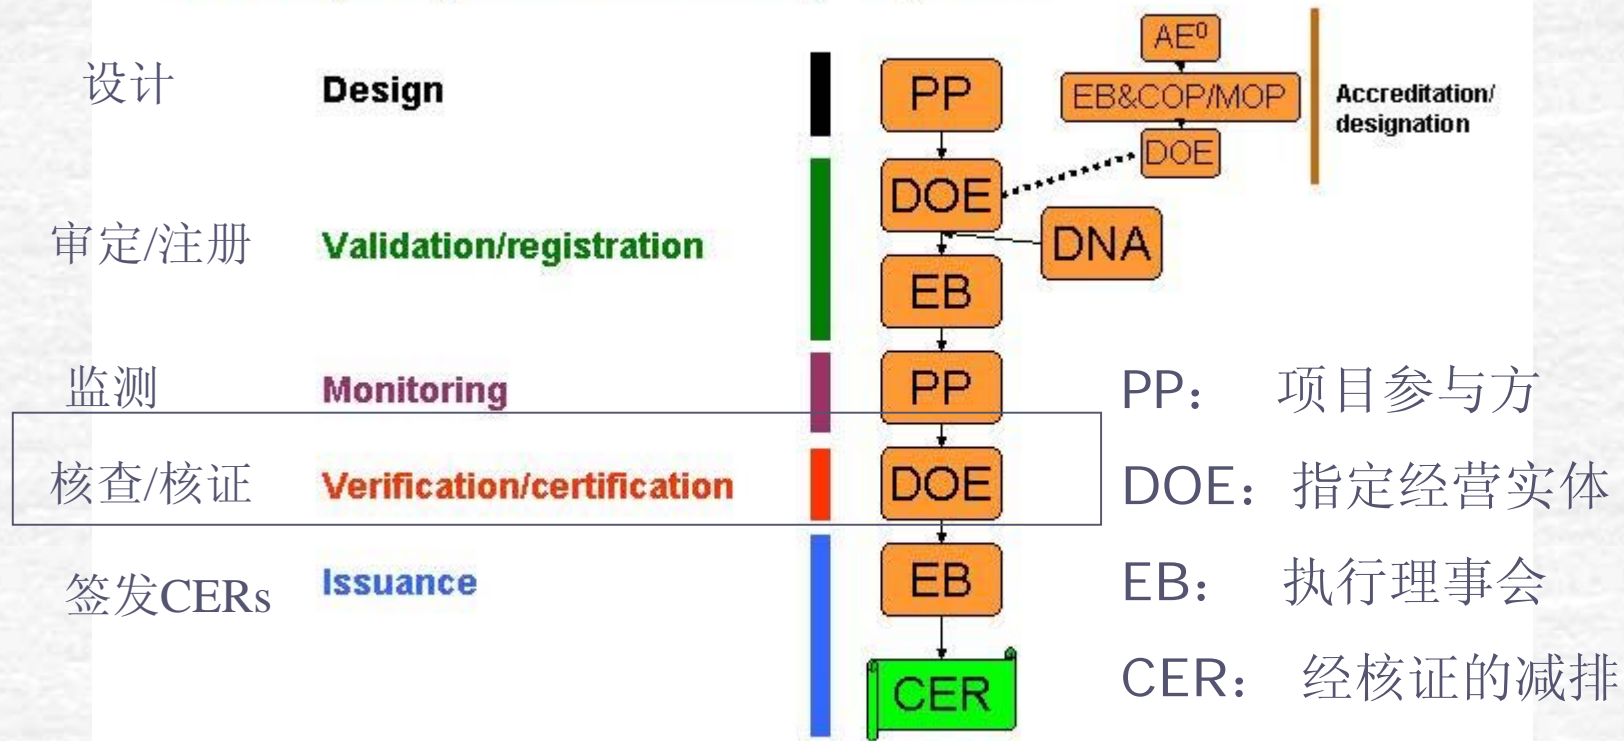 AE⁰
设计 Design PP EB&COP/MOP Accreditation/
designation
DOE
DOE
审定/注册 Validation/registration DNA
EB
监测 Monitoring PP PP： 项目参与方
核查/核证 Verification/certification DOE DOE：指定经营实体
签发CERs Issuance EB EB： 执行理事会
CER CER： 经核证的减排